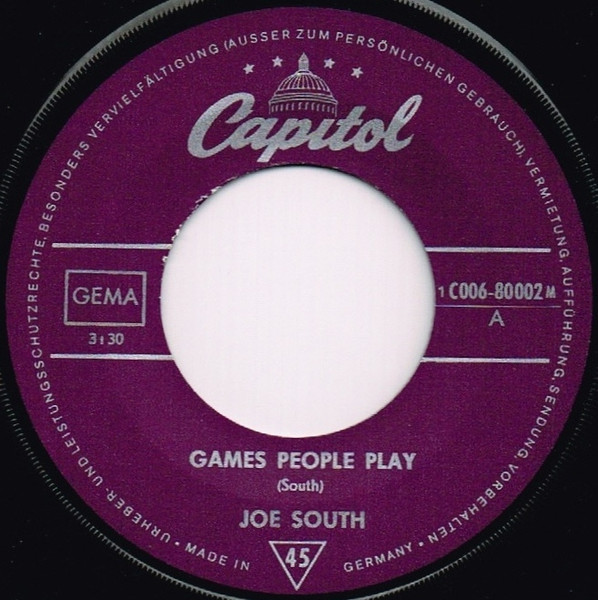 URHEBER- UND LEISTUNGSSCHUTZRECHTE, BESONDERS VERVIELFÄLTIGUNG (AUSSER ZUM PERSÖNLICHEN GEBRAUCH), VERMIETUNG, AUFFÜHRUNG, SENDUNG, VORBEHALTEN •
Capitol
GEMA
3:30
1 C006-80002 M
A
GAMES PEOPLE PLAY
(South)
JOE SOUTH
• MADE IN GERMANY •
45